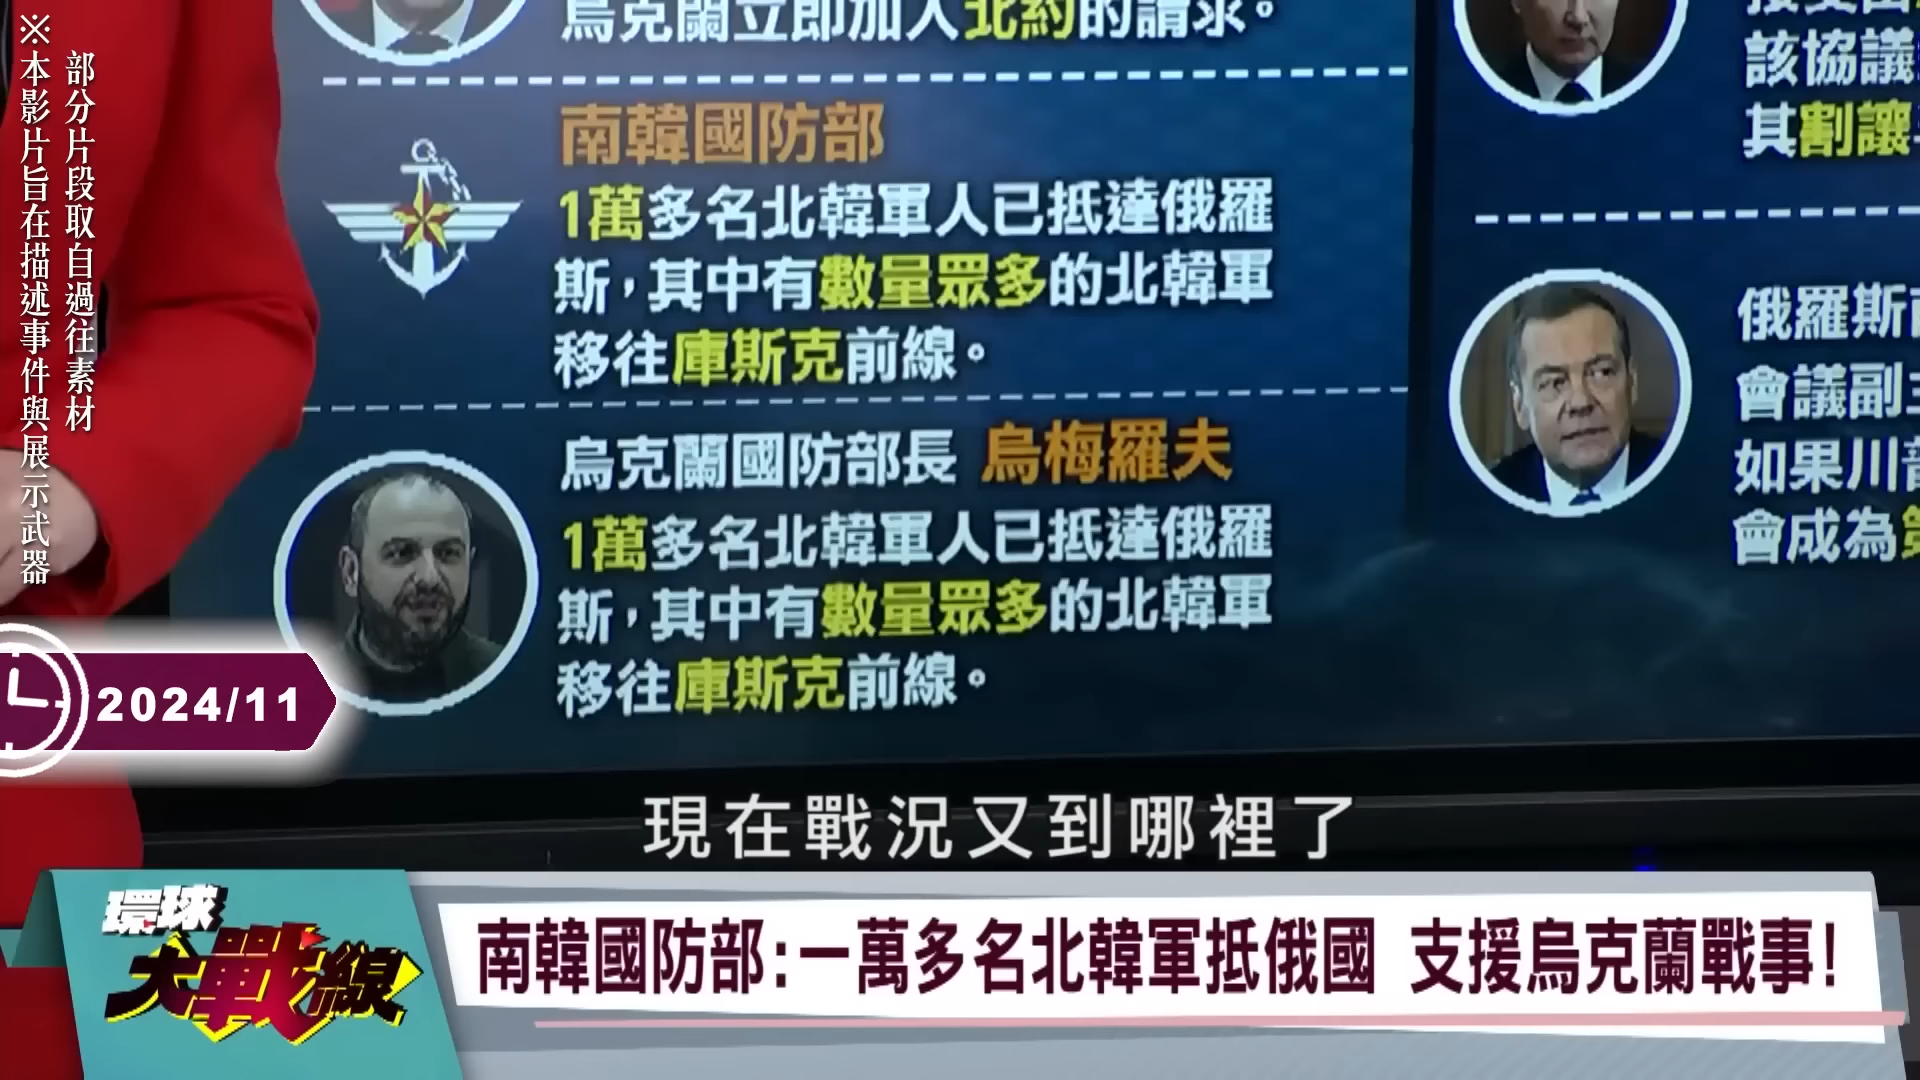 ※本影片旨在描述事件與展示武器
部分片段取自過往素材
烏克蘭立即加入北約的請求。
南韓國防部
1萬多名北韓軍人已抵達俄羅
斯，其中有數量眾多的北韓軍
移往庫斯克前線。
烏克蘭國防部長 烏梅羅夫
1萬多名北韓軍人已抵達俄羅
斯，其中有數量眾多的北韓軍
移往庫斯克前線。
該協議
其割讓
俄羅斯
會議副主
如果川普
會成為第
2024/11
現在戰況又到哪裡了
環球大戰線
南韓國防部:一萬多名北韓軍抵俄國 支援烏克蘭戰事!